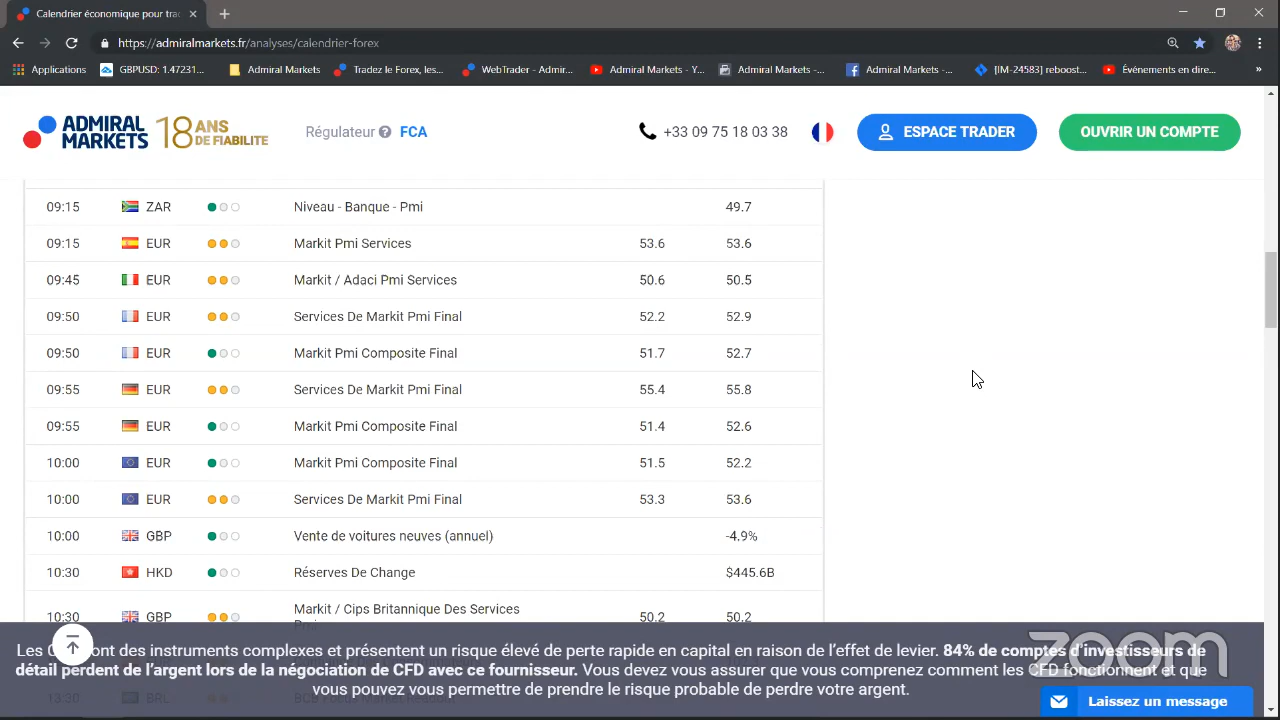 Calendrier économique pour trac
https://admiralmarkets.fr/analyses/calendrier-forex
Applications GBPUSD: 1.47231... Admiral Markets Tradez le Forex, les... WebTrader - Admir... Admiral Markets - Y... Admiral Markets -... Admiral Markets -... [IM-24583] reboost... Événements en dire... »
ADMIRAL MARKETS 18 ANS DE FIABILITE Régulateur FCA +33 09 75 18 03 38 ESPACE TRADER OUVRIR UN COMPTE
09:15 ZAR Niveau - Banque - Pmi 49.7
09:15 EUR Markit Pmi Services 53.6 53.6
09:45 EUR Markit / Adaci Pmi Services 50.6 50.5
09:50 EUR Services De Markit Pmi Final 52.2 52.9
09:50 EUR Markit Pmi Composite Final 51.7 52.7
09:55 EUR Services De Markit Pmi Final 55.4 55.8
09:55 EUR Markit Pmi Composite Final 51.4 52.6
10:00 EUR Markit Pmi Composite Final 51.5 52.2
10:00 EUR Services De Markit Pmi Final 53.3 53.6
10:00 GBP Vente de voitures neuves (annuel) -4.9%
10:30 HKD Réserves De Change $445.6B
10:30 GBP Markit / Cips Britannique Des Services 50.2 50.2
Les C ont des instruments complexes et présentent un risque élevé de perte rapide en capital en raison de l'effet de levier. 84% de comptes d'investisseurs de
détail perdent de l'argent lors de la négociation de CFD avec ce fournisseur. Vous devez vous assurer que vous comprenez comment les CFD fonctionnent et que
vous pouvez vous permettre de prendre le risque probable de perdre votre argent.
zoom
Laissez un message